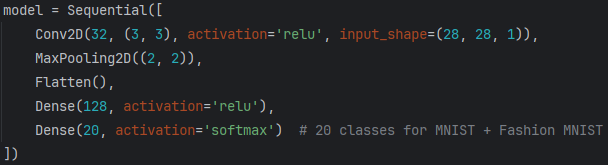 model = Sequential([
    Conv2D(32, (3, 3), activation='relu', input_shape=(28, 28, 1)),
    MaxPooling2D((2, 2)),
    Flatten(),
    Dense(128, activation='relu'),
    Dense(20, activation='softmax')  # 20 classes for MNIST + Fashion MNIST
])